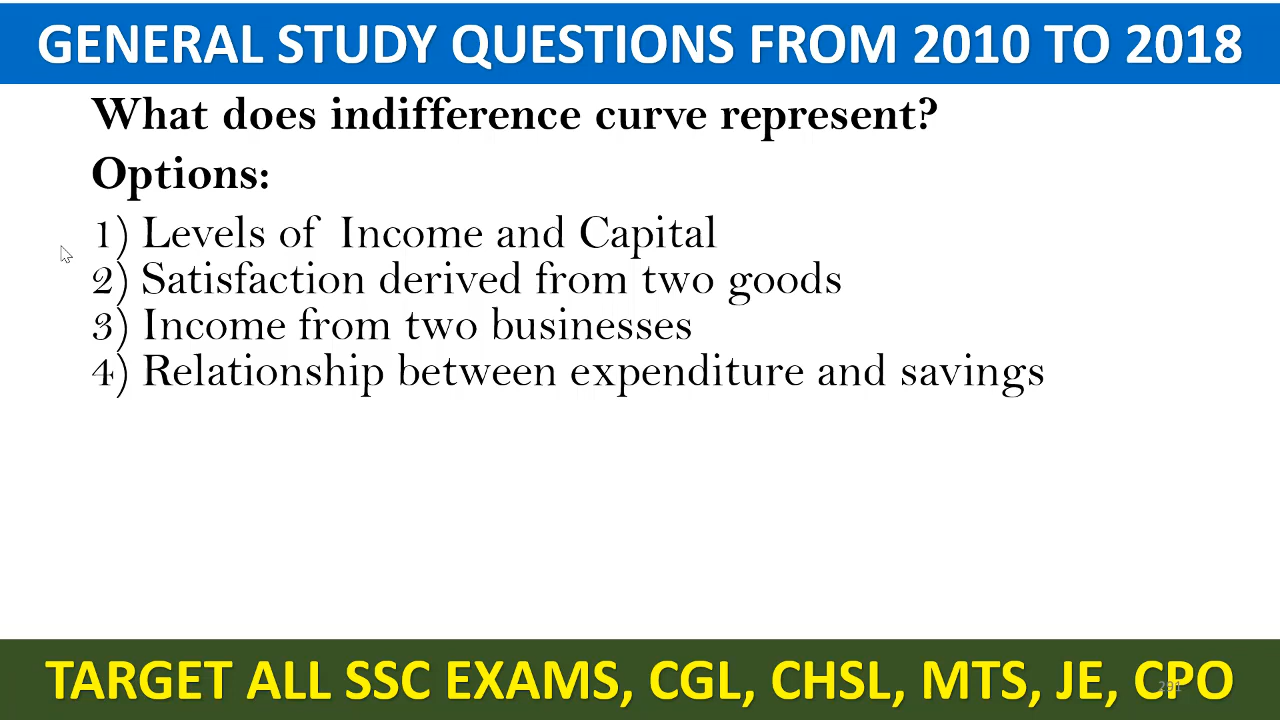 GENERAL STUDY QUESTIONS FROM 2010 TO 2018
What does indifference curve represent?
Options:
1) Levels of Income and Capital
2) Satisfaction derived from two goods
3) Income from two businesses
4) Relationship between expenditure and savings
TARGET ALL SSC EXAMS, CGL, CHSL, MTS, JE, CPO
291